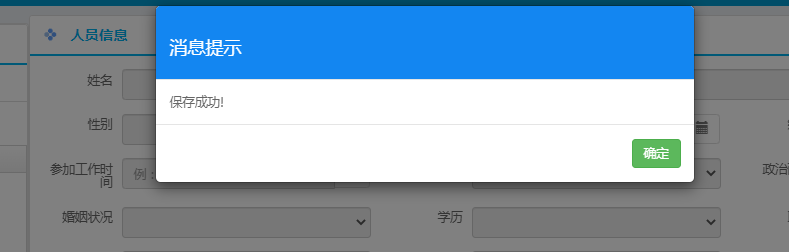 人员信息
消息提示
姓名
保存成功!
性别
确定
参加工作时
间
例：
政治
婚姻状况
学历